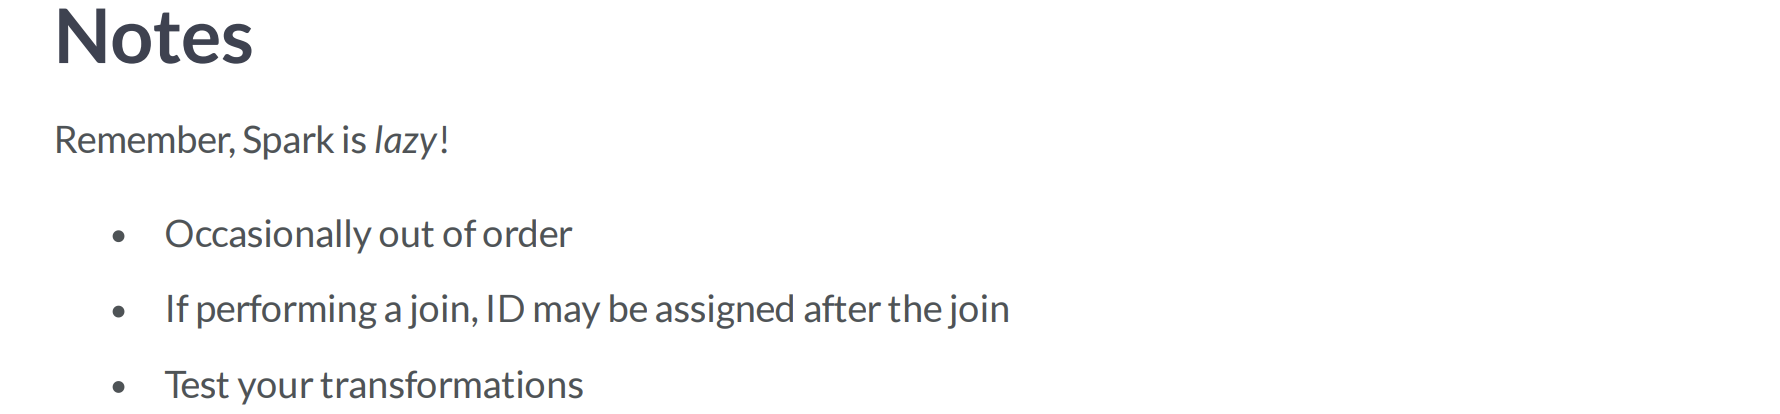 Notes
Remember, Spark is lazy!
• Occasionally out of order
• If performing a join, ID may be assigned after the join
• Test your transformations